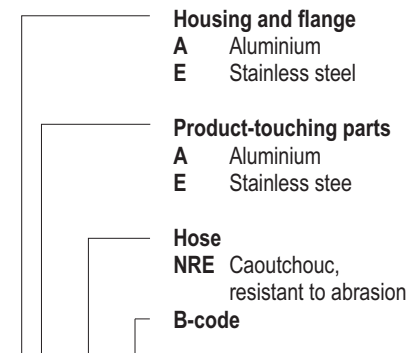 Housing and flange
A Aluminium
E Stainless steel
Product-touching parts
A Aluminium
E Stainless stee
Hose
NRE Caoutchouc,
resistant to abrasion
B-code